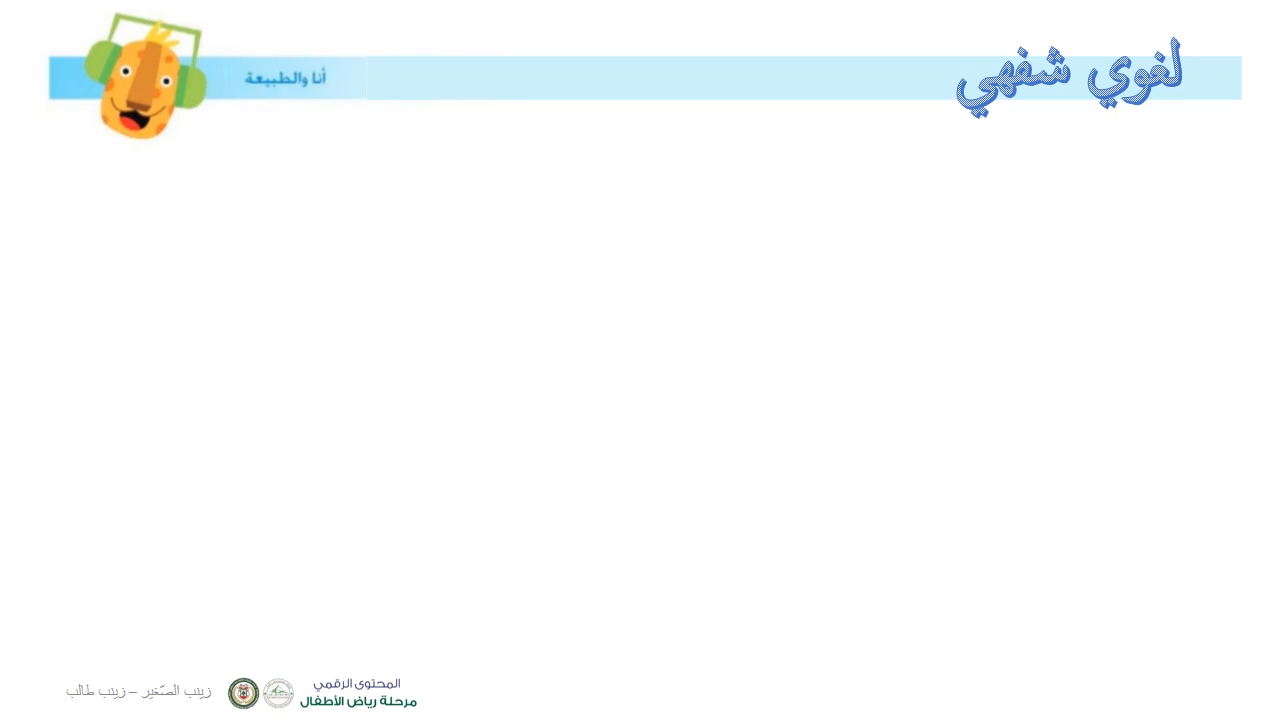 لغوي شفهي
أنا والطبيعة
المحتوى الرقمي
مرحلة رياض الأطفال
زينب الصّغير – زينب طالب